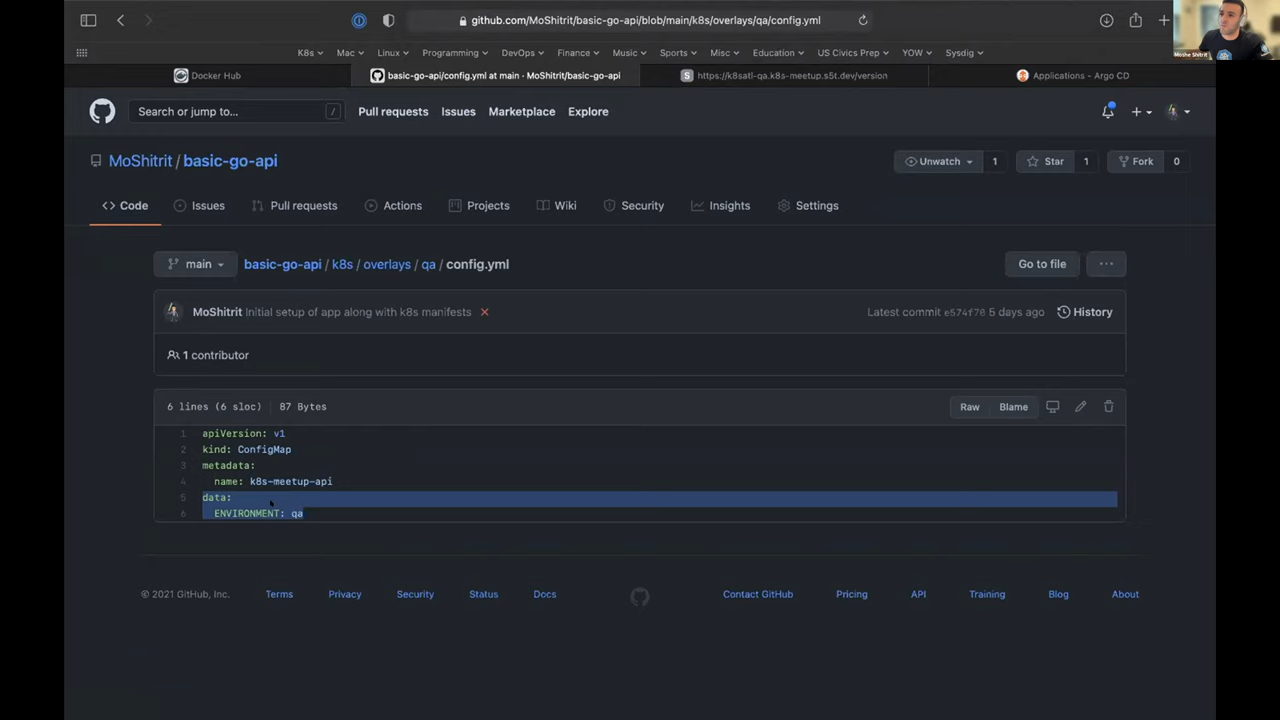 github.com/MoShitrit/basic-go-api/blob/main/k8s/overlays/qa/config.yml
K8s Mac Linux Programming DevOps Finance Music Sports Misc Education US Civics Prep YOW Sysdig
Docker Hub
basic-go-api/config.yml at main - MoShitrit/basic-go-api
S https://k8satl-qa.k8s-meetup.s5t.dev/version
Applications - Argo CD
Moshe Shitrit
Search or jump to... /
Pull requests Issues Marketplace Explore
MoShitrit / basic-go-api
Unwatch 1 Star 1 Fork 0
<> Code Issues Pull requests Actions Projects Wiki Security Insights Settings
main basic-go-api / k8s / overlays / qa / config.yml Go to file ...
MoShitrit Initial setup of app along with k8s manifests Latest commit e574f70 5 days ago History
1 contributor
6 lines (6 sloc) 87 Bytes Raw Blame
1 apiVersion: v1
2 kind: ConfigMap
3 metadata:
4 name: k8s-meetup-api
5 data:
6 ENVIRONMENT: qa
© 2021 GitHub, Inc. Terms Privacy Security Status Docs Contact GitHub Pricing API Training Blog About